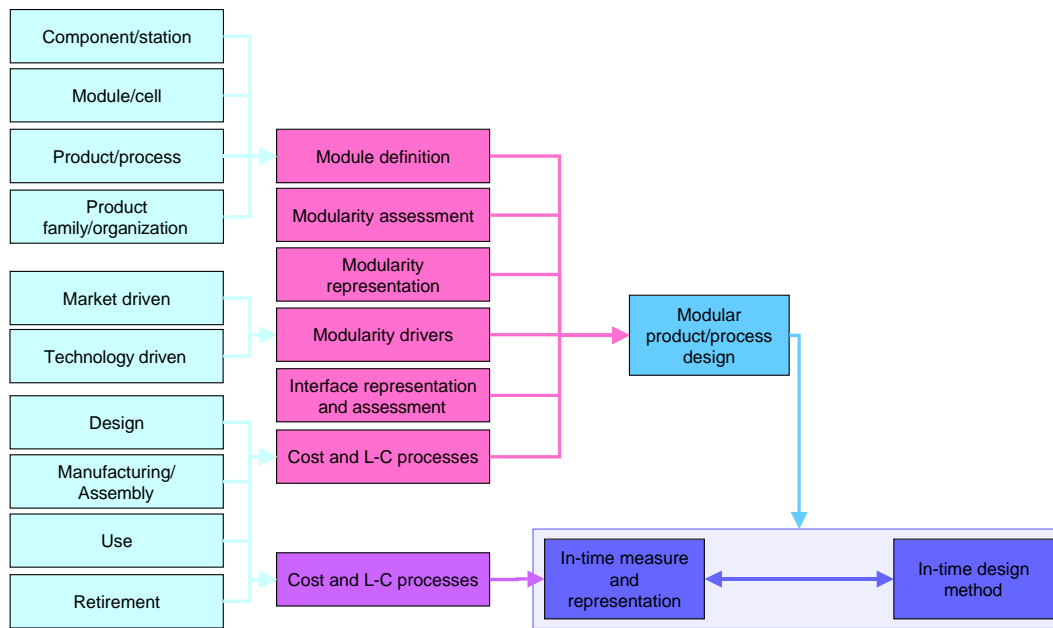 Component/station
Module/cell
Product/process
Product
family/organization
Market driven
Technology driven
Design
Manufacturing/
Assembly
Use
Retirement
Module definition
Modularity assessment
Modularity
representation
Modularity drivers
Interface representation
and assessment
Cost and L-C processes
Cost and L-C processes
Modular
product/process
design
In-time measure
and
representation
In-time design
method